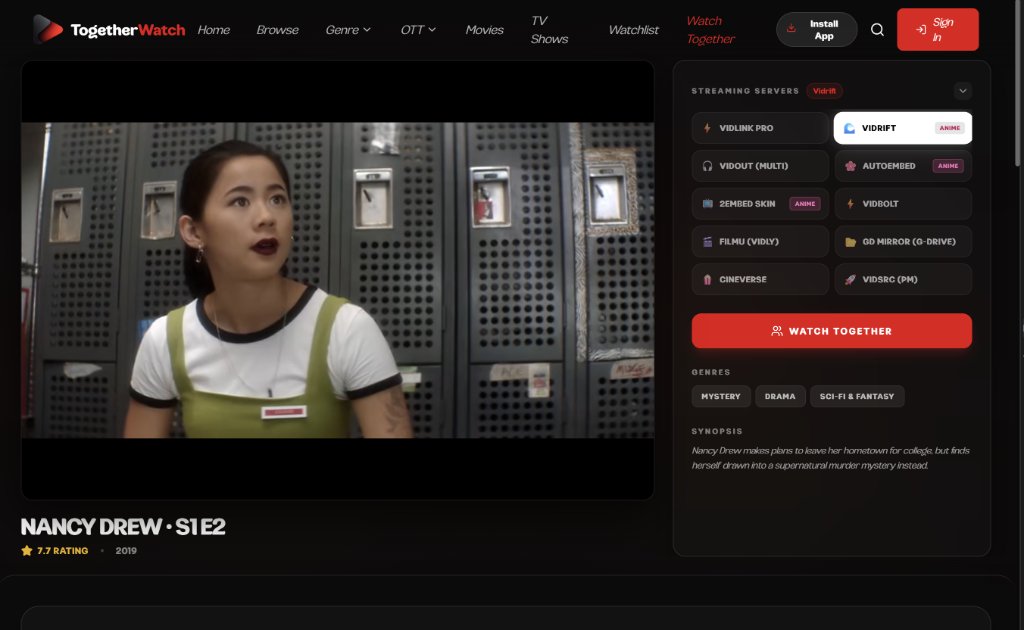 TogetherWatch
Home
Browse
Genre
OTT
Movies
TV
Shows
Watchlist
Watch
Together
Install
App
Sign
In
STREAMING SERVERS
Vidrift
VIDLINK PRO
VIDRIFT
ANIME
VIDOUT (MULTI)
AUTOEMBED
ANIME
2EMBED SKIN
ANIME
VIDBOLT
FILMU (VIDLY)
GD MIRROR (G-DRIVE)
CINEVERSE
VIDSRC (PM)
WATCH TOGETHER
GENRES
MYSTERY
DRAMA
SCI-FI & FANTASY
SYNOPSIS
Nancy Drew makes plans to leave her hometown for college, but finds
herself drawn into a supernatural murder mystery instead.
NANCY DREW • S1 E2
7.7 RATING • 2019